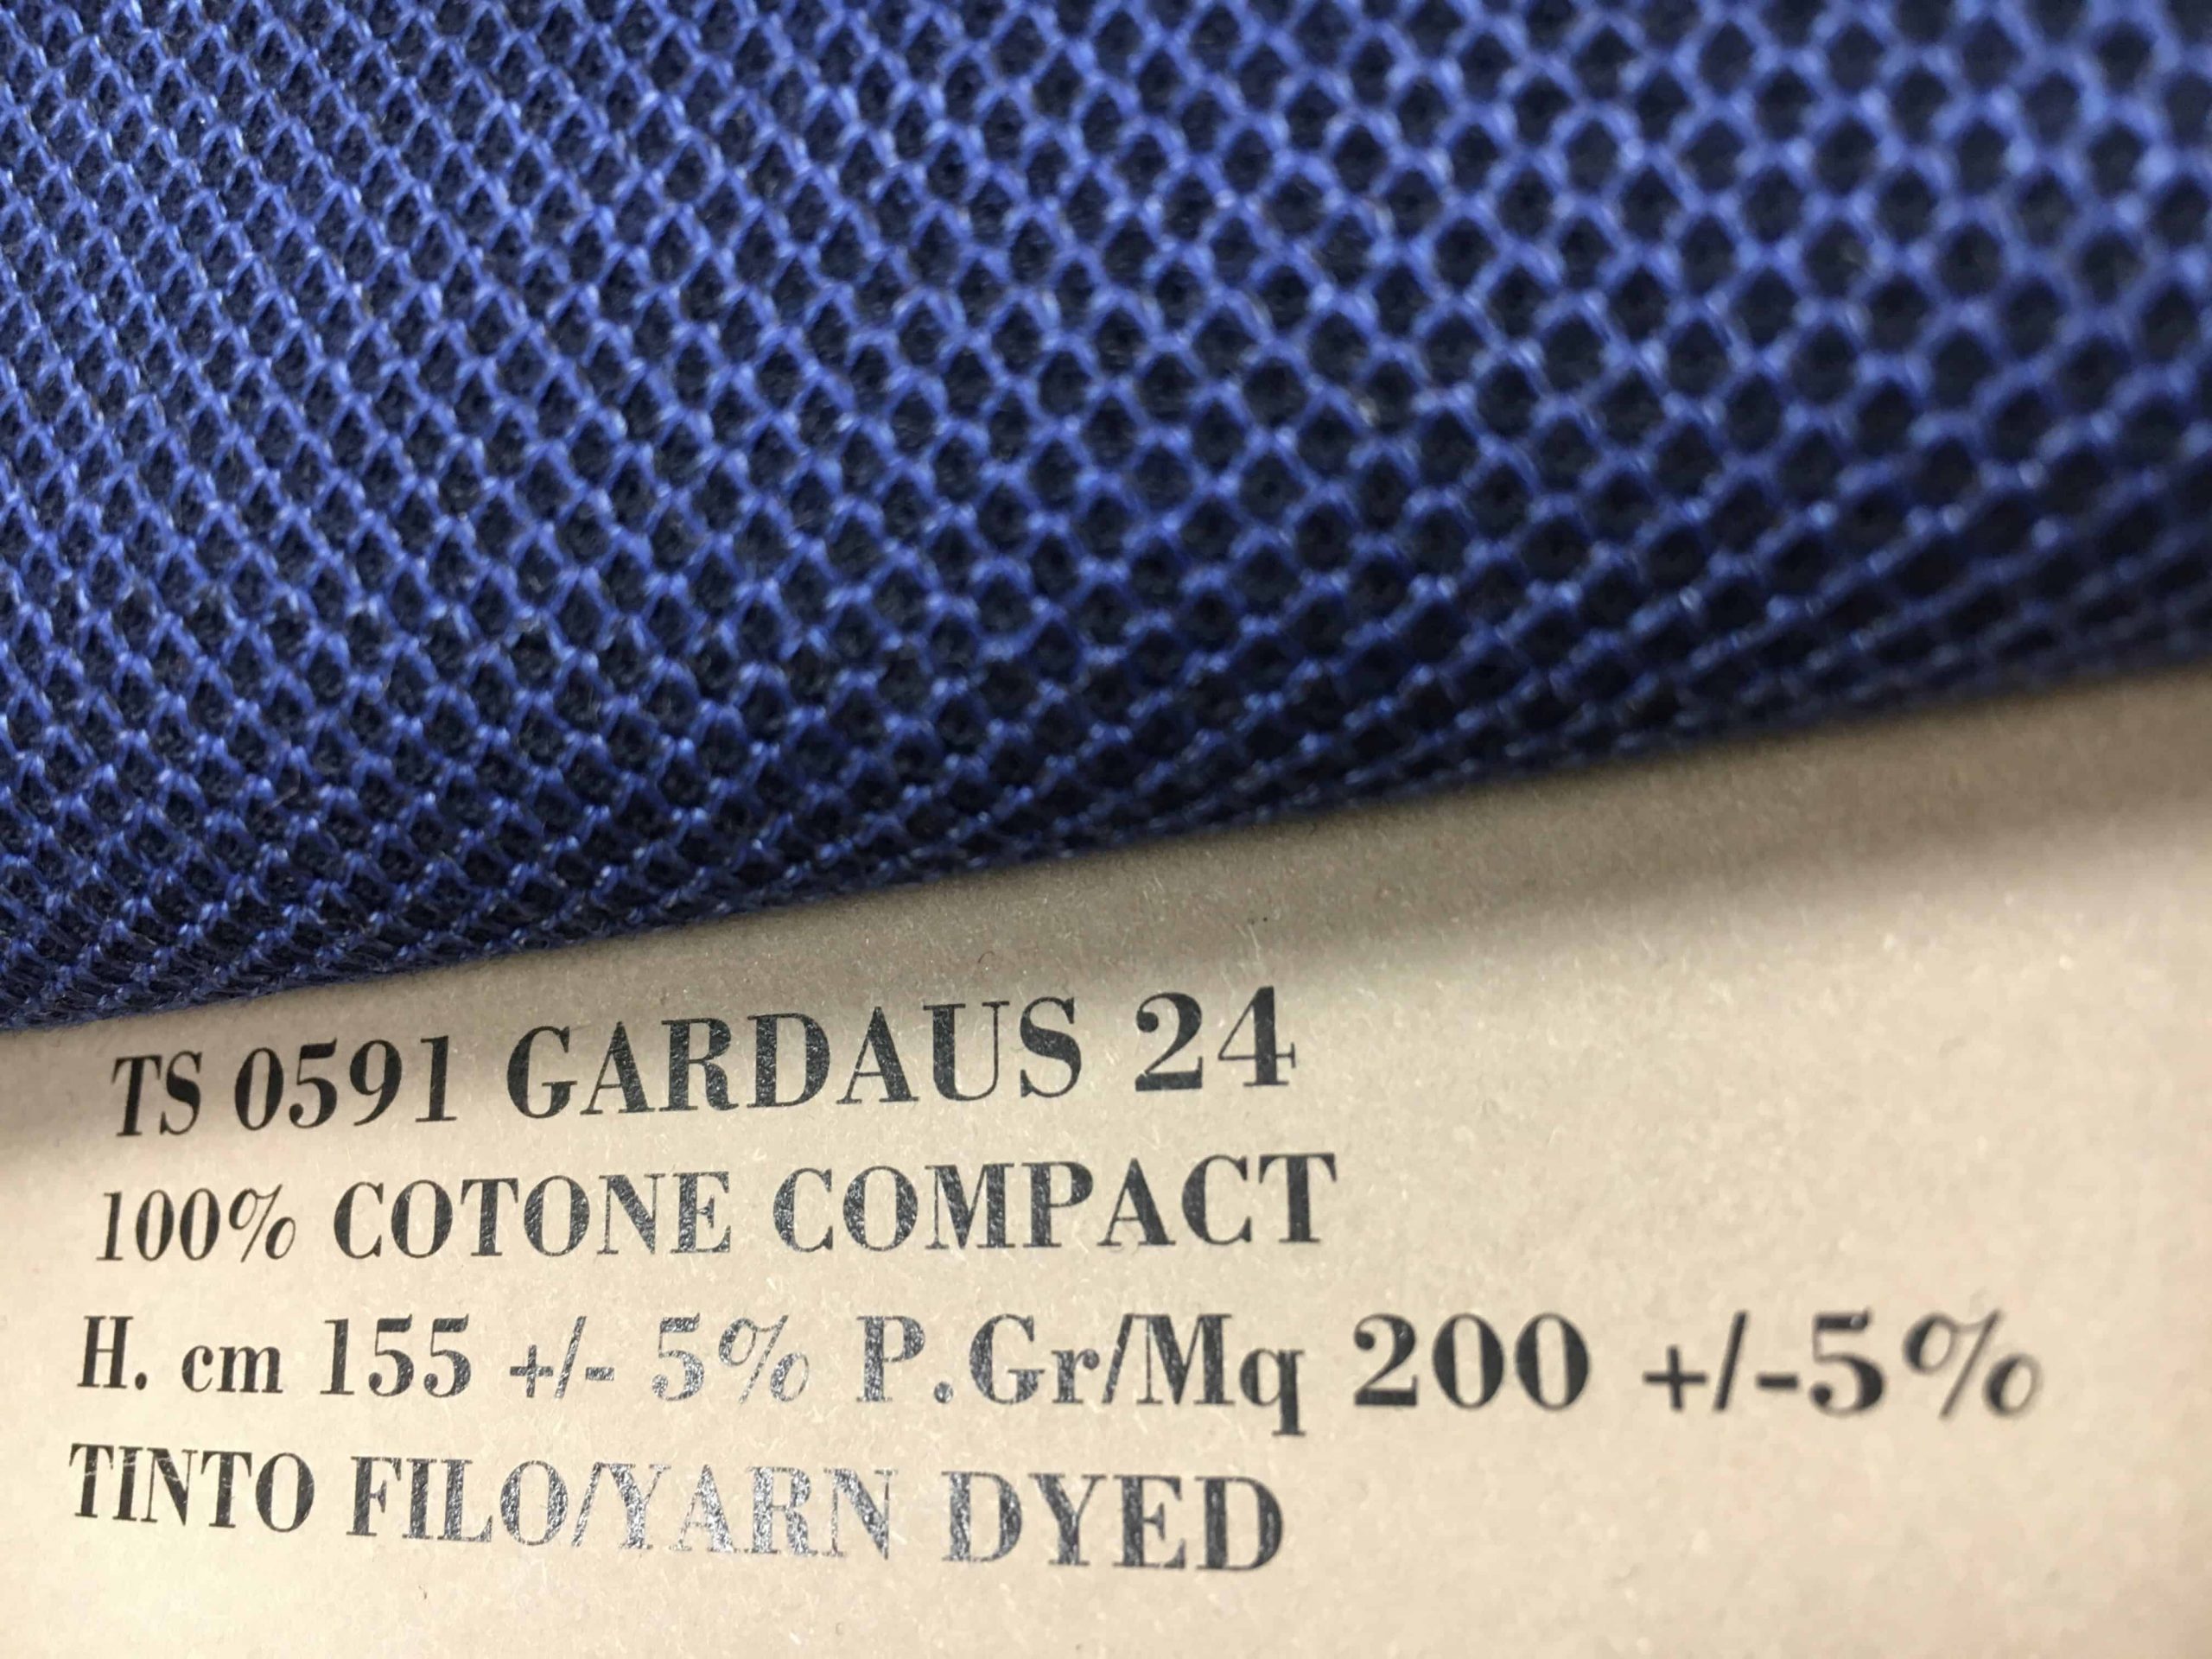 TS 0591 GARDAUS 24
100% COTONE COMPACT
H. cm 155 +/- 5% P.Gr/Mq 200 +/-5%
TINTO FILO/YARN DYED